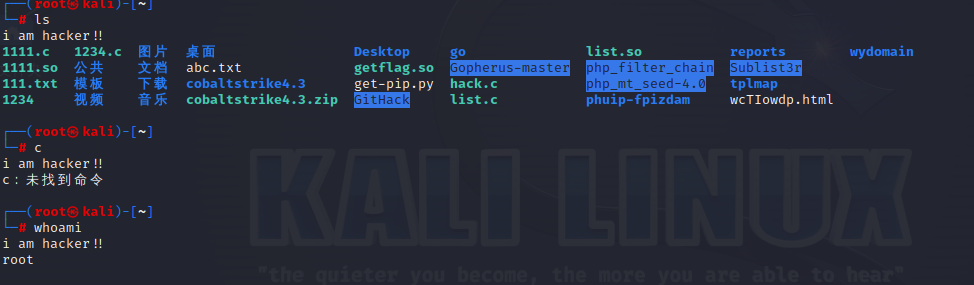 ┌──(root㉿kali)-[~]
└─# ls
i am hacker!!
1111.c 1234.c 图片 桌面 Desktop go list.so reports wydomain
1111.so 公共 文档 abc.txt getflag.so Gopherus-master php_filter_chain Sublist3r
111.txt 模板 下载 cobaltstrike4.3 get-pip.py hack.c php_mt_seed-4.0 tplmap
1234 视频 音乐 cobaltstrike4.3.zip GitHack list.c phuip-fpizdam wcTIowdp.html
┌──(root㉿kali)-[~]
└─# c
i am hacker!!
c：未找到命令
┌──(root㉿kali)-[~]
└─# whoami
i am hacker!!
root
KALI LINUX
"the quieter you become, the more you are able to hear"